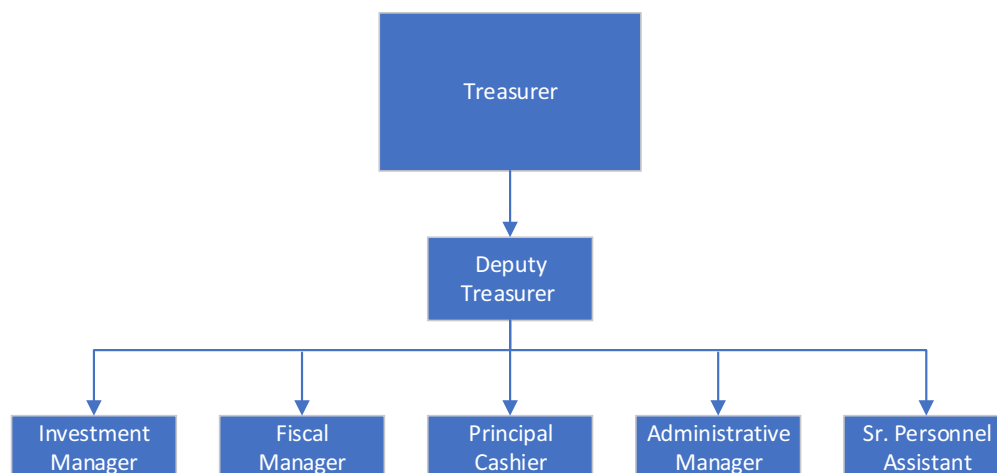 Treasurer
Deputy
Treasurer
Investment
Manager
Fiscal
Manager
Principal
Cashier
Administrative
Manager
Sr. Personnel
Assistant